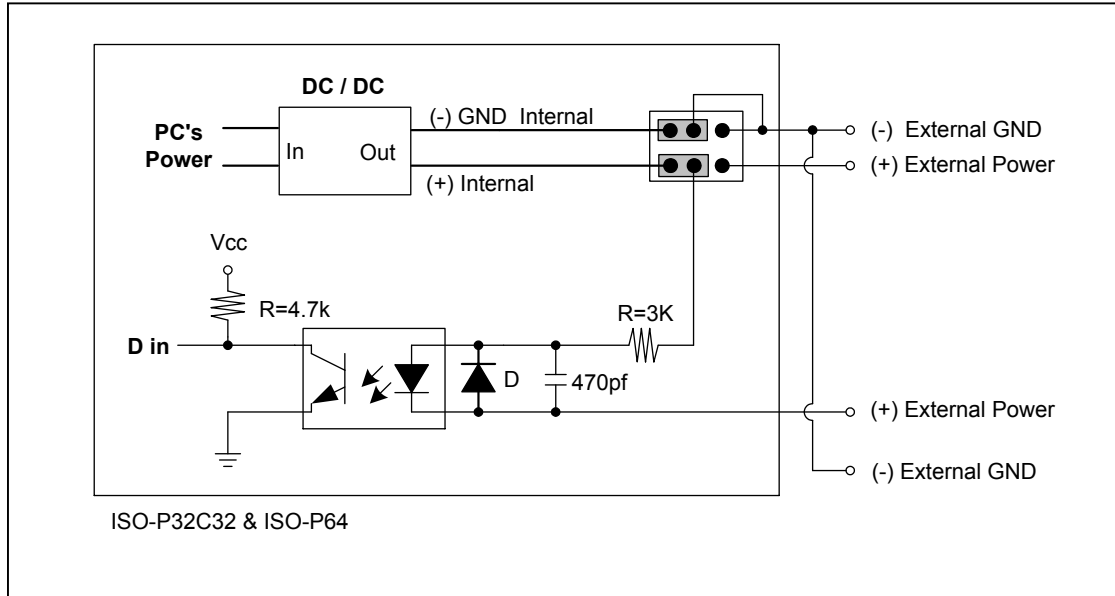 DC / DC
PC's
Power
In
Out
(-) GND Internal
(+) Internal
(-) External GND
(+) External Power
Vcc
R=4.7k
R=3K
D in
D
470pf
(+) External Power
(-) External GND
ISO-P32C32 & ISO-P64